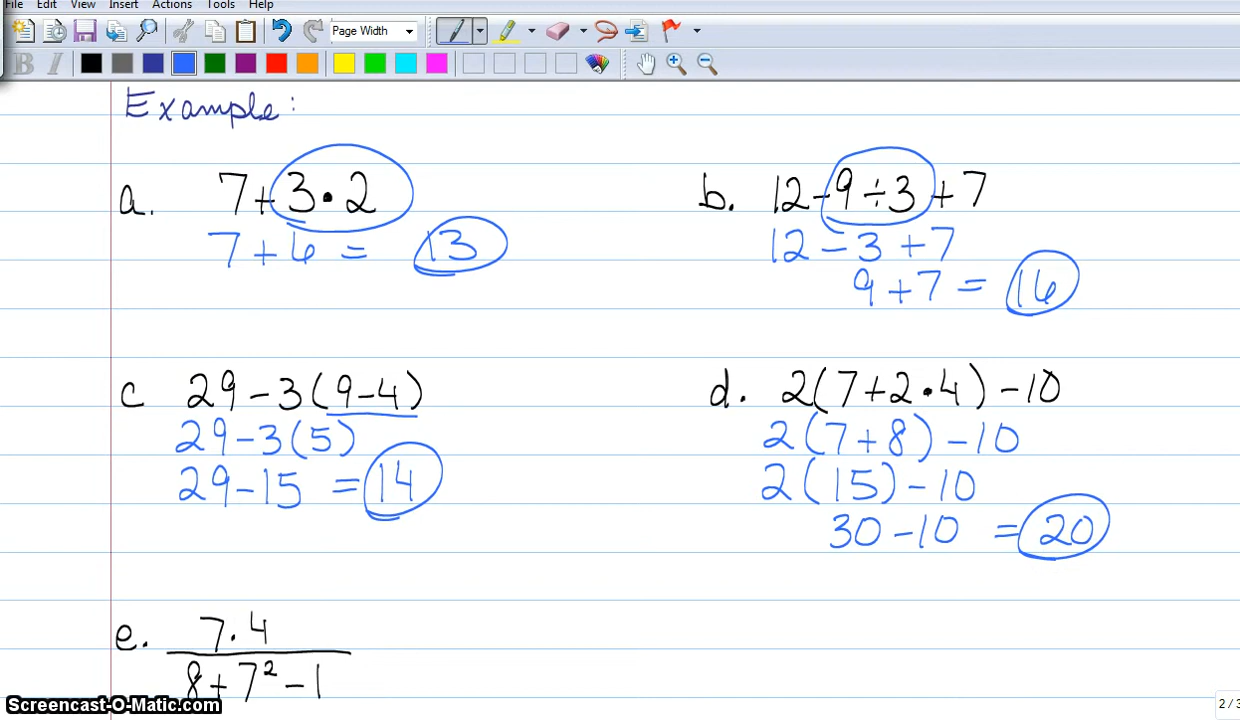 File Edit View Insert Actions Tools Help
Page Width
B I
Example:
a. 7+3•2
7+6 = 13
b. 12-9÷3+7
12-3+7
9+7 = 16
c 29-3(9-4)
29-3(5)
29-15 = 14
d. 2(7+2•4)-10
2(7+8)-10
2(15)-10
30-10 = 20
e. 7·4
8+7²-1
Screencast-O-Matic.com
2/3